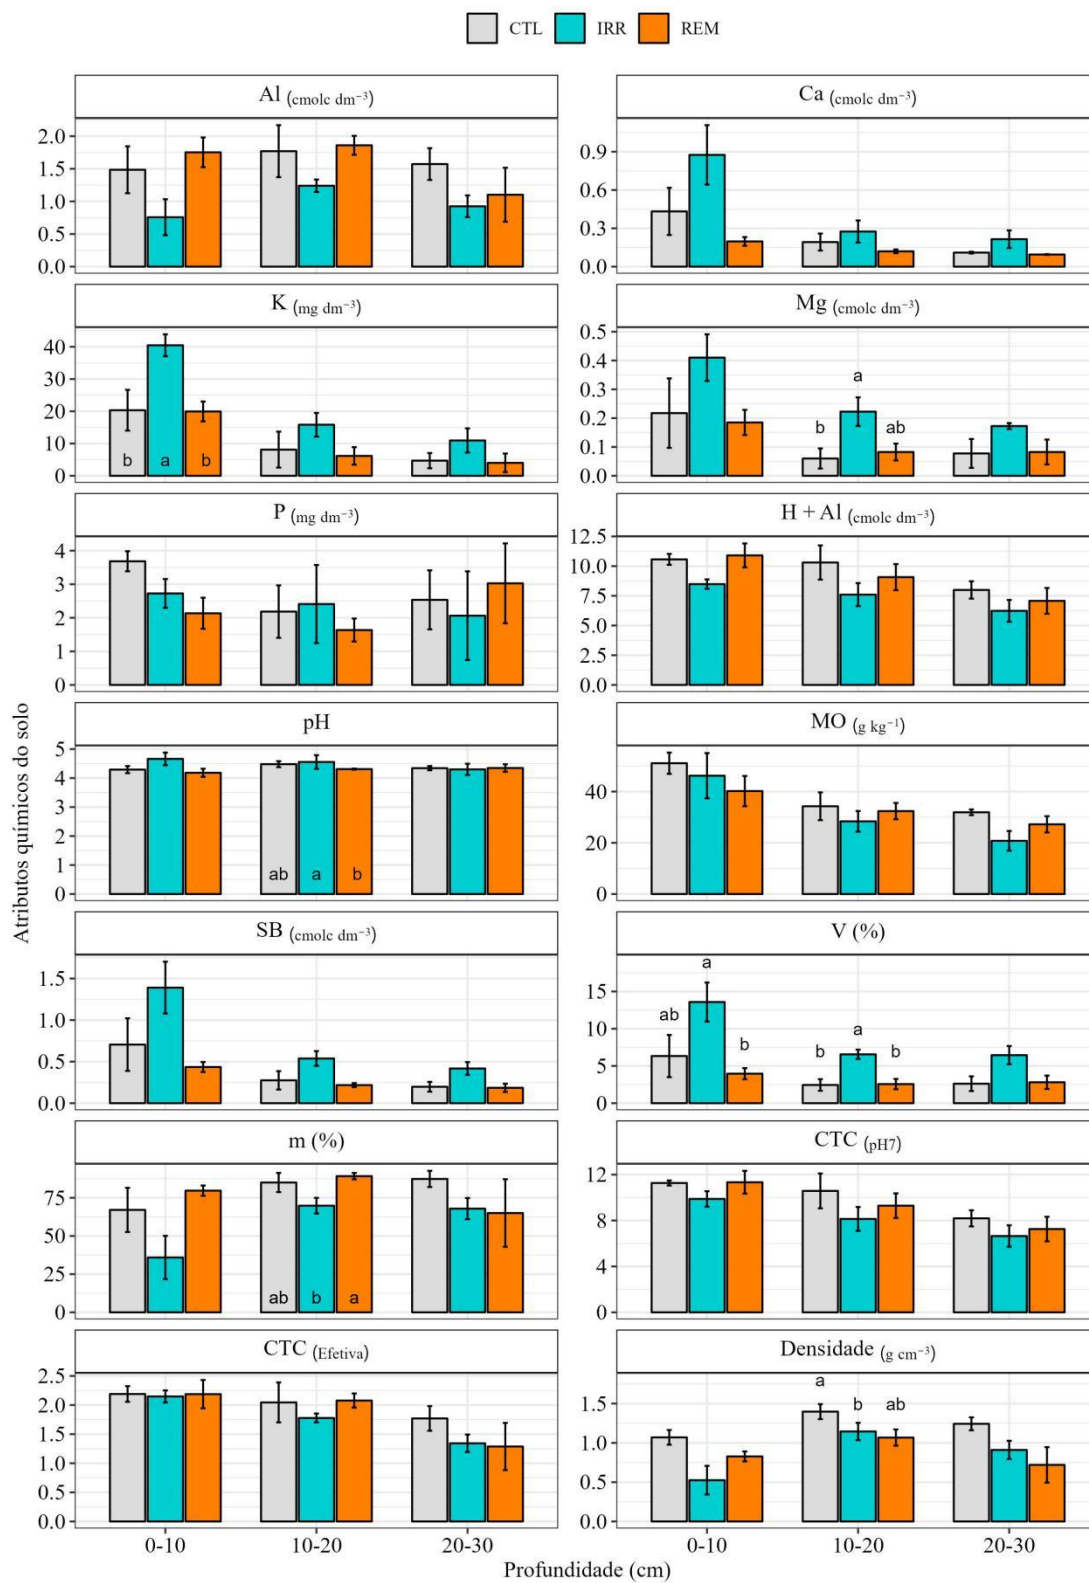 CTL IRR REM
Al (cmolc dm⁻³)
2.0
1.5
1.0
0.5
0.0
Ca (cmolc dm⁻³)
0.9
0.6
0.3
0.0
K (mg dm⁻³)
40
30
20
10
0
b a b
Mg (cmolc dm⁻³)
0.5
0.4
0.3
0.2
0.1
0.0
b a ab
P (mg dm⁻³)
4
3
2
1
0
H + Al (cmolc dm⁻³)
12.5
10.0
7.5
5.0
2.5
0.0
pH
5
4
3
2
1
0
ab a b
MO (g kg⁻¹)
40
20
0
SB (cmolc dm⁻³)
1.5
1.0
0.5
0.0
V (%)
15
10
5
0
ab a b b a b
m (%)
75
50
25
0
ab b a
CTC (pH7)
12
8
4
0
CTC (Efetiva)
2.5
2.0
1.5
1.0
0.5
0.0
0-10 10-20 20-30
Densidade (g cm⁻³)
1.5
1.0
0.5
0.0
a b ab
0-10 10-20 20-30
Atributos químicos do solo
Profundidade (cm)